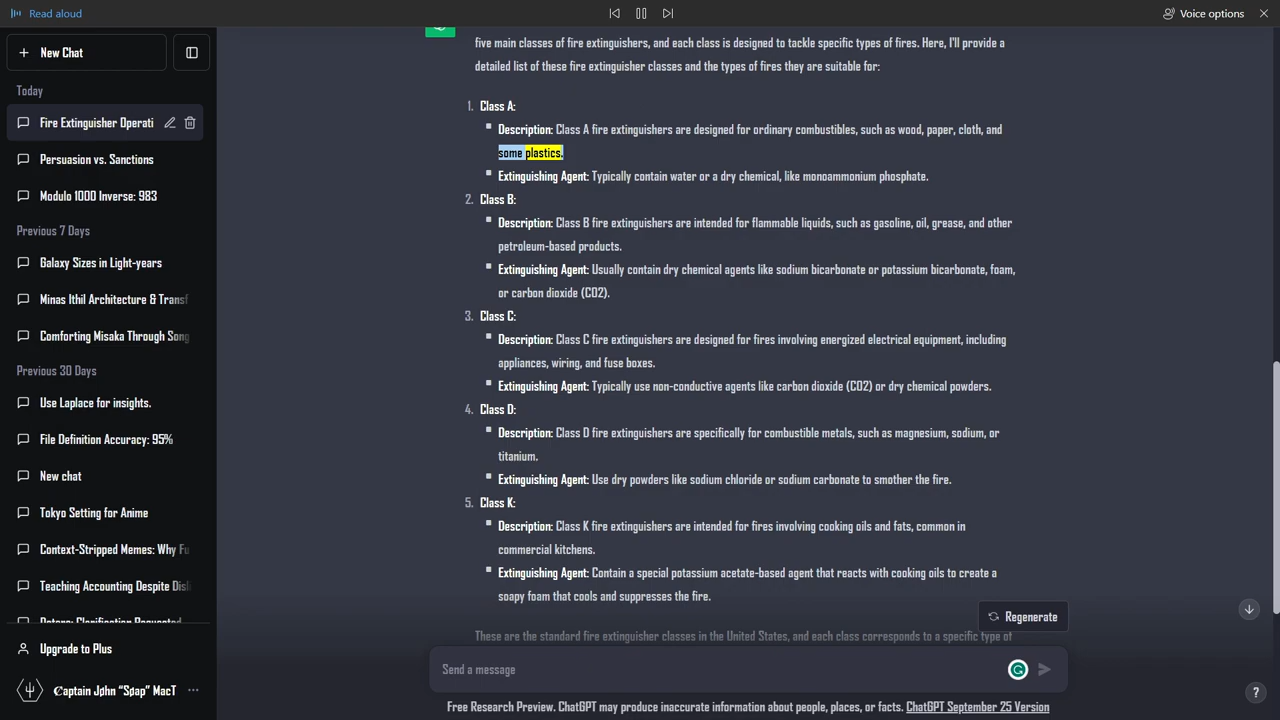 Read aloud
Voice options
New Chat
Today
Fire Extinguisher Operati
Persuasion vs. Sanctions
Modulo 1000 Inverse: 983
Previous 7 Days
Galaxy Sizes in Light-years
Minas Ithil Architecture & Transf
Comforting Misaka Through Song
Previous 30 Days
Use Laplace for insights.
File Definition Accuracy: 95%
New chat
Tokyo Setting for Anime
Context-Stripped Memes: Why Fu
Teaching Accounting Despite Disl
Upgrade to Plus
MacT
five main classes of fire extinguishers, and each class is designed to tackle specific types of fires. Here, I'll provide a
detailed list of these fire extinguisher classes and the types of fires they are suitable for:
1. Class A:
Description: Class A fire extinguishers are designed for ordinary combustibles, such as wood, paper, cloth, and
some plastics.
Extinguishing Agent: Typically contain water or a dry chemical, like monoammonium phosphate.
2. Class B:
Description: Class B fire extinguishers are intended for flammable liquids, such as gasoline, oil, grease, and other
petroleum-based products.
Extinguishing Agent: Usually contain dry chemical agents like sodium bicarbonate or potassium bicarbonate, foam,
or carbon dioxide (CO2).
3. Class C:
Description: Class C fire extinguishers are designed for fires involving energized electrical equipment, including
appliances, wiring, and fuse boxes.
Extinguishing Agent: Typically use non-conductive agents like carbon dioxide (CO2) or dry chemical powders.
4. Class D:
Description: Class D fire extinguishers are specifically for combustible metals, such as magnesium, sodium, or
titanium.
Extinguishing Agent: Use dry powders like sodium chloride or sodium carbonate to smother the fire.
5. Class K:
Description: Class K fire extinguishers are intended for fires involving cooking oils and fats, common in
commercial kitchens.
Extinguishing Agent: Contain a special potassium acetate-based agent that reacts with cooking oils to create a
soapy foam that cools and suppresses the fire.
Regenerate
These are the standard fire extinguisher classes in the United States, and each class corresponds to a specific type of
Send a message
Free Research Preview. ChatGPT may produce inaccurate information about people, places, or facts. ChatGPT September 25 Version
?